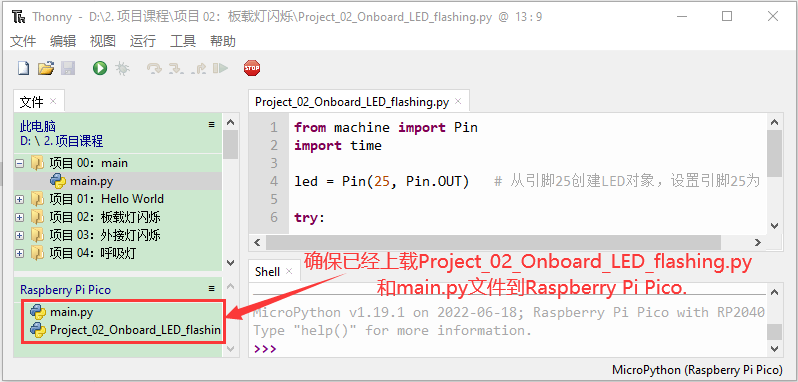 Thonny - D:\2. 项目课程\项目 02：板载灯闪烁\Project_02_Onboard_LED_flashing.py @ 13 : 9
文件 编辑 视图 运行 工具 帮助
STOP
文件 ×
此电脑
D: \ 2. 项目课程
项目 00：main
main.py
项目 01：Hello World
项目 02：板载灯闪烁
项目 03：外接灯闪烁
项目 04：呼吸灯
Raspberry Pi Pico
main.py
Project_02_Onboard_LED_flashin
Project_02_Onboard_LED_flashing.py ×
1 from machine import Pin
2 import time
3
4 led = Pin(25, Pin.OUT) # 从引脚25创建LED对象，设置引脚25为
5
6 try:
确保已经上载Project_02_Onboard_LED_flashing.py
和main.py文件到Raspberry Pi Pico.
Shell ×
MicroPython v1.19.1 on 2022-06-18; Raspberry Pi Pico with RP2040
Type "help()" for more information.
>>>
MicroPython (Raspberry Pi Pico)